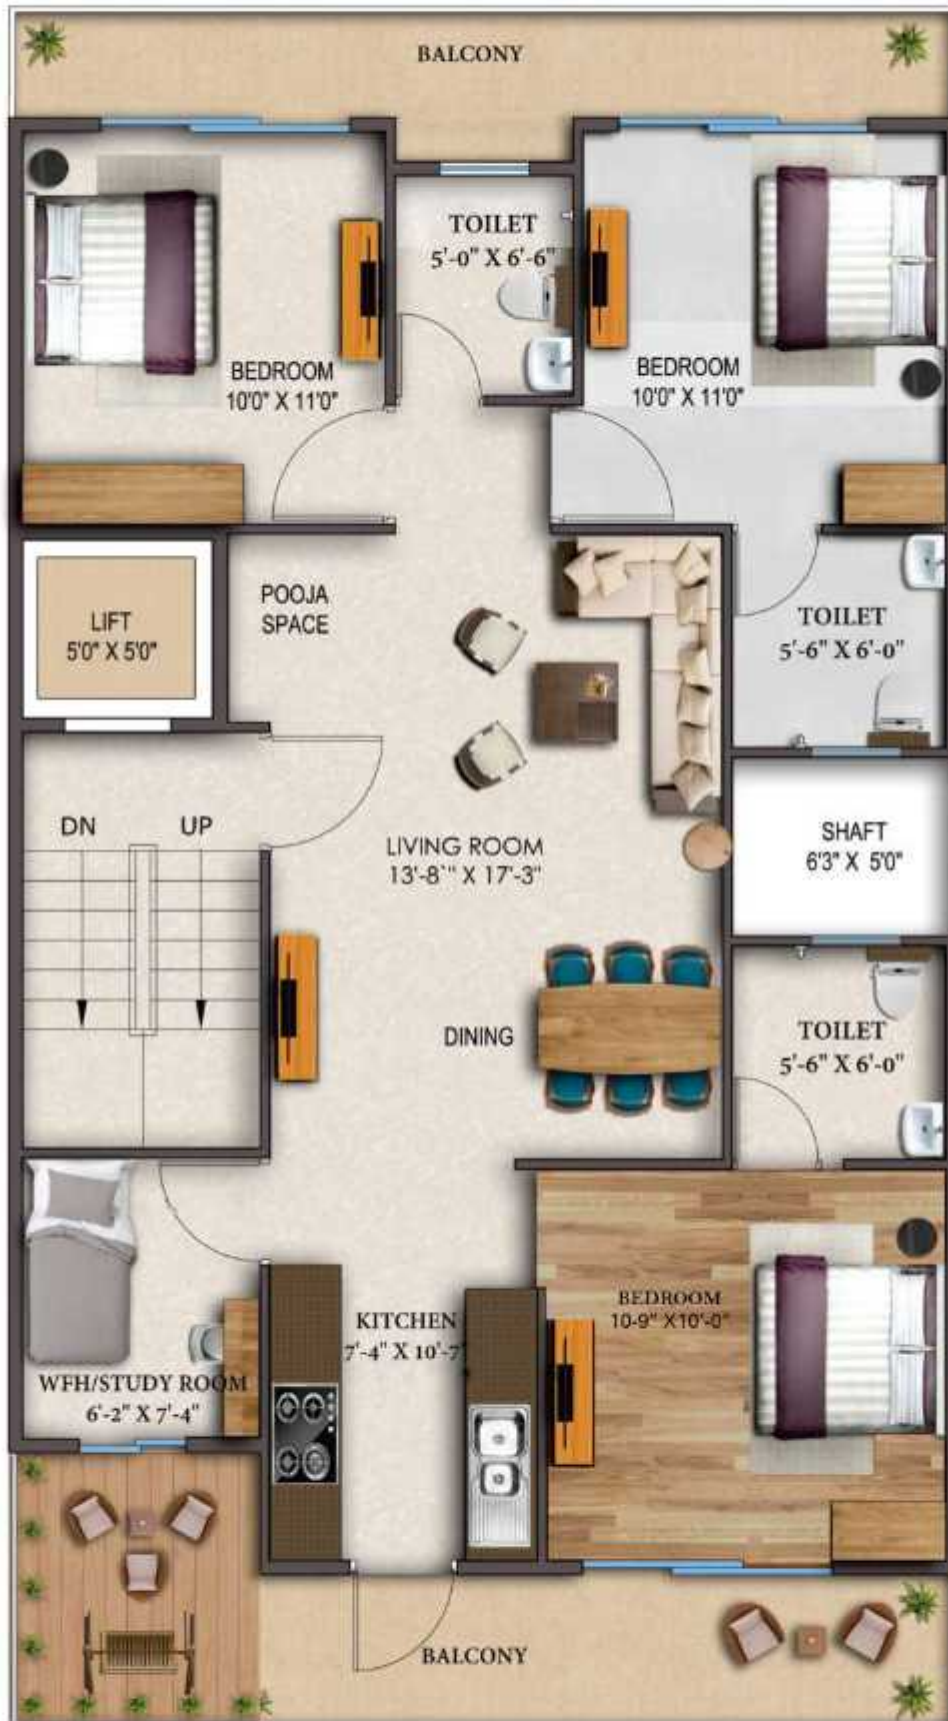 BALCONY
TOILET
5'-0" X 6'-6"
BEDROOM
10'0" X 11'0"
BEDROOM
10'0" X 11'0"
LIFT
5'0" X 5'0"
POOJA
SPACE
TOILET
5'-6" X 6'-0"
DN
UP
LIVING ROOM
13'-8`" X 17'-3"
SHAFT
6'3" X 5'0"
DINING
TOILET
5'-6" X 6'-0"
BEDROOM
10-9" X10'-0"
KITCHEN
7'-4" X 10'-7'
WFH/STUDY ROOM
6'-2" X 7'-4"
BALCONY